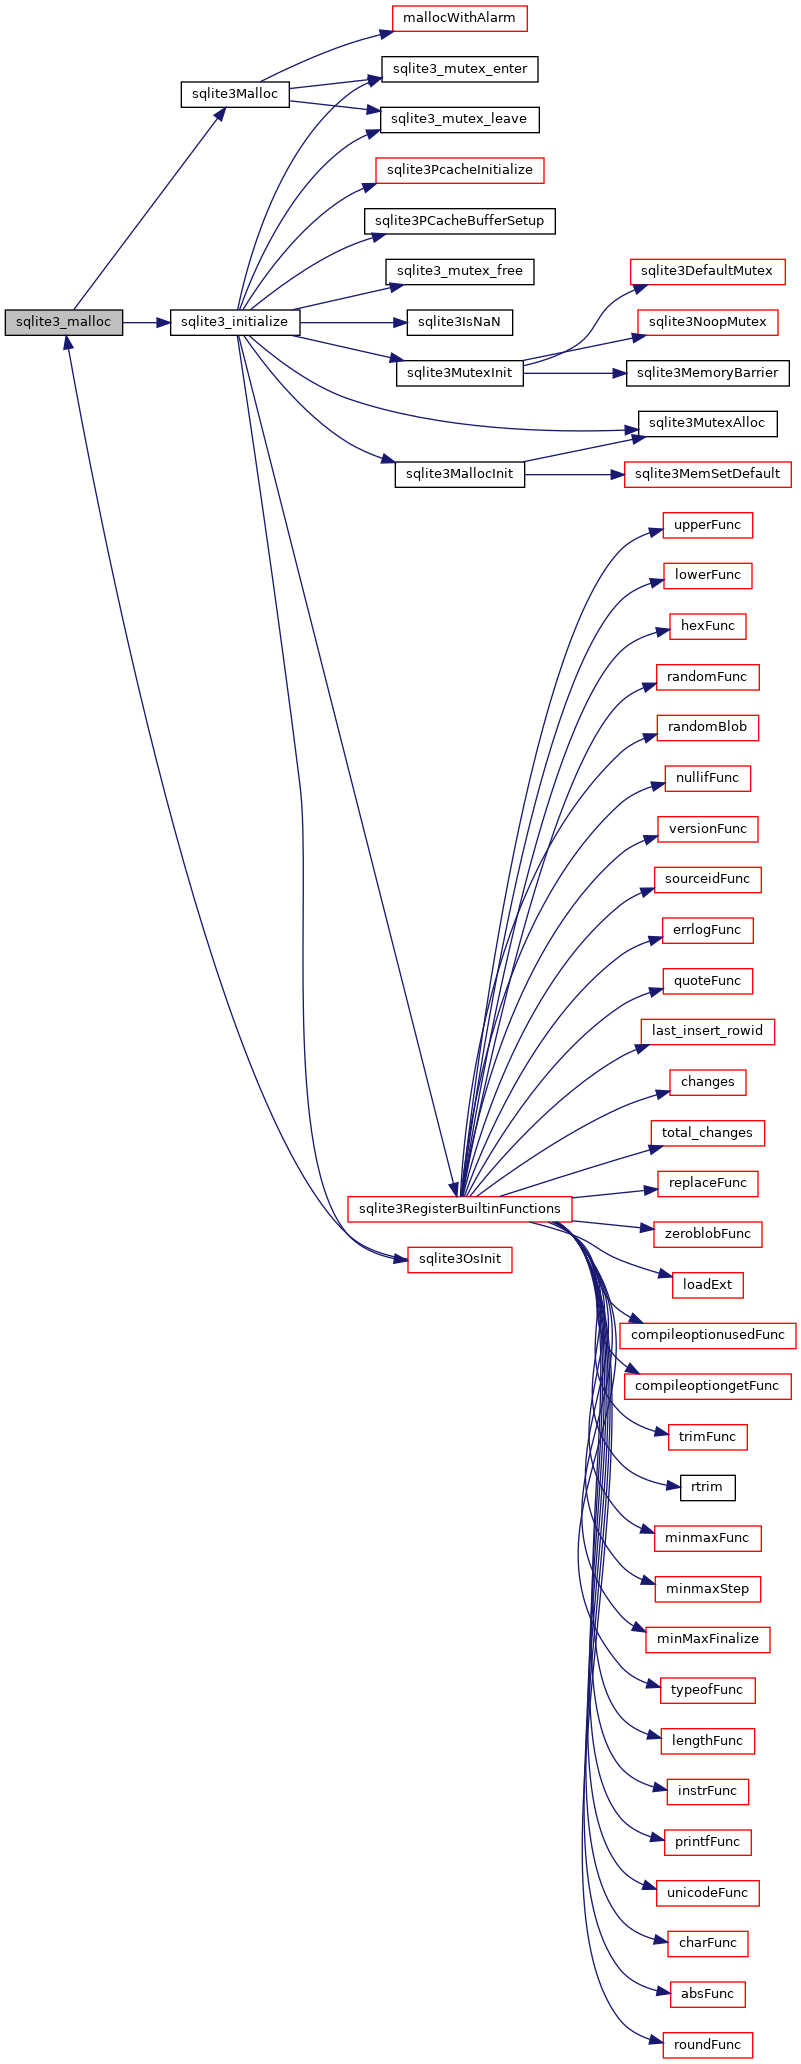 mallocWithAlarm
sqlite3_mutex_enter
sqlite3Malloc
sqlite3_mutex_leave
sqlite3PcacheInitialize
sqlite3PCacheBufferSetup
sqlite3_mutex_free
sqlite3DefaultMutex
sqlite3_malloc
sqlite3_initialize
sqlite3IsNaN
sqlite3NoopMutex
sqlite3MutexInit
sqlite3MemoryBarrier
sqlite3MutexAlloc
sqlite3MallocInit
sqlite3MemSetDefault
upperFunc
lowerFunc
hexFunc
randomFunc
randomBlob
nullifFunc
versionFunc
sourceidFunc
errlogFunc
quoteFunc
last_insert_rowid
changes
total_changes
replaceFunc
sqlite3RegisterBuiltinFunctions
zeroblobFunc
sqlite3OsInit
loadExt
compileoptionusedFunc
compileoptiongetFunc
trimFunc
rtrim
minmaxFunc
minmaxStep
minMaxFinalize
typeofFunc
lengthFunc
instrFunc
printfFunc
unicodeFunc
charFunc
absFunc
roundFunc